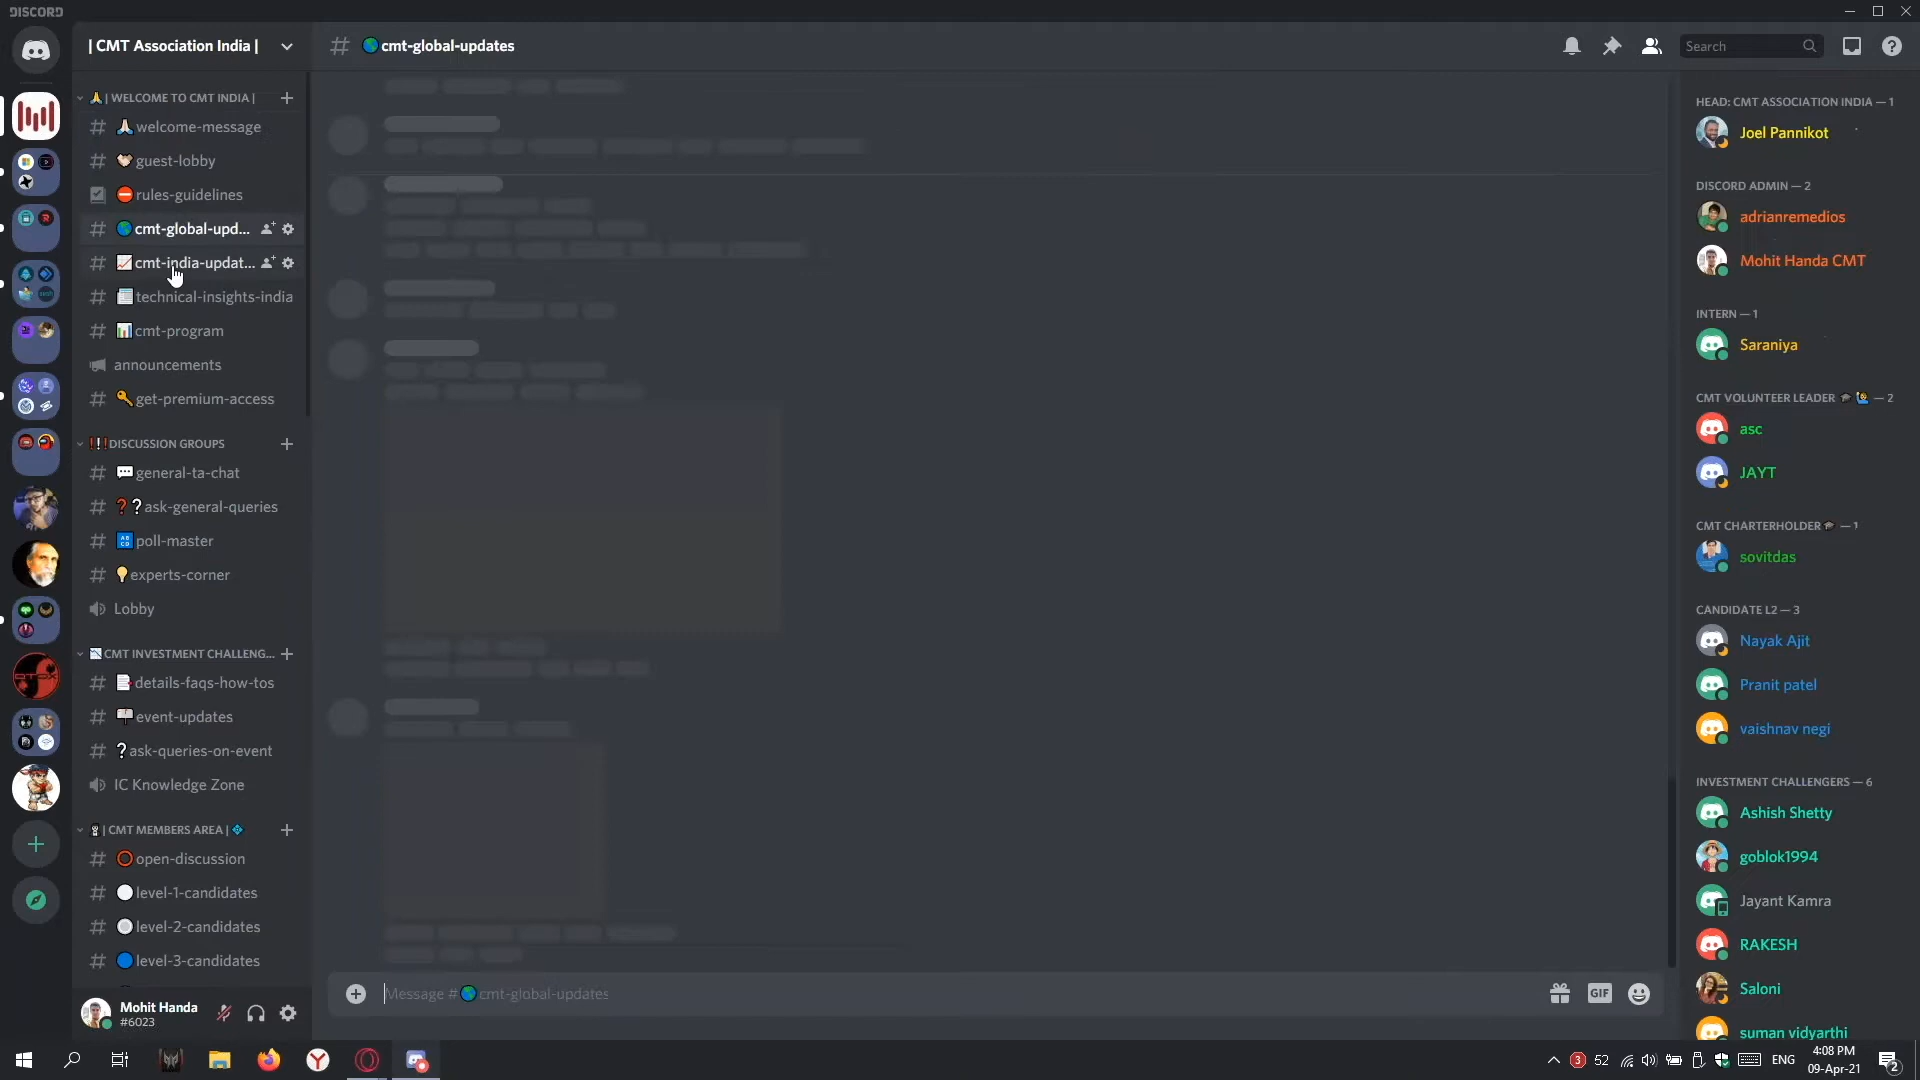 DISCORD
| CMT Association India |
cmt-global-updates
Search
| WELCOME TO CMT INDIA |
welcome-message
guest-lobby
rules-guidelines
cmt-global-upd...
cmt-india-updat...
technical-insights-india
cmt-program
announcements
get-premium-access
DISCUSSION GROUPS
general-ta-chat
ask-general-queries
poll-master
experts-corner
Lobby
CMT INVESTMENT CHALLENG...
details-faqs-how-tos
event-updates
ask-queries-on-event
IC Knowledge Zone
| CMT MEMBERS AREA |
open-discussion
level-1-candidates
level-2-candidates
level-3-candidates
Mohit Handa
#6023
Message #cmt-global-updates
GIF
HEAD: CMT ASSOCIATION INDIA — 1
Joel Pannikot
DISCORD ADMIN — 2
adrianremedios
Mohit Handa CMT
INTERN — 1
Saraniya
CMT VOLUNTEER LEADER — 2
asc
JAYT
CMT CHARTERHOLDER — 1
sovitdas
CANDIDATE L2 — 3
Nayak Ajit
Pranit patel
vaishnav negi
INVESTMENT CHALLENGERS — 6
Ashish Shetty
goblok1994
Jayant Kamra
RAKESH
Saloni
suman vidyarthi
3
52
ENG
4:08 PM
09-Apr-21
2